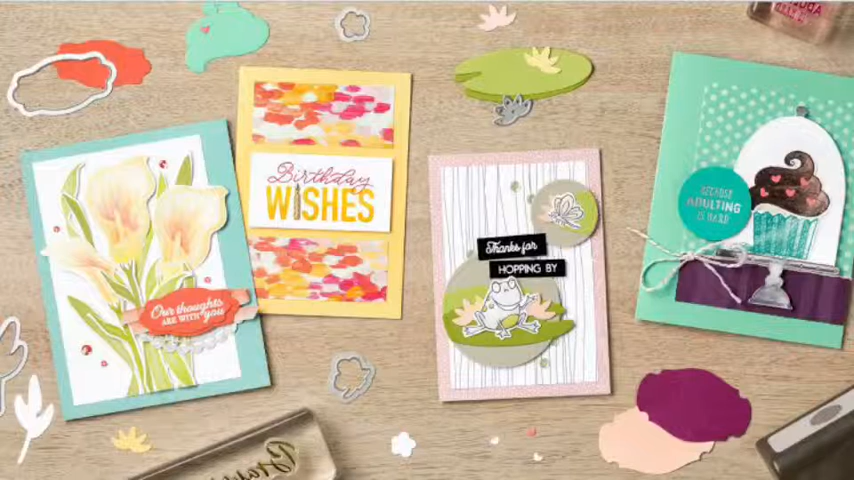 Our thoughts
ARE WITH you
Birthday
WISHES
Thanks for
HOPPING BY
BECAUSE
ADULTING
IS HARD